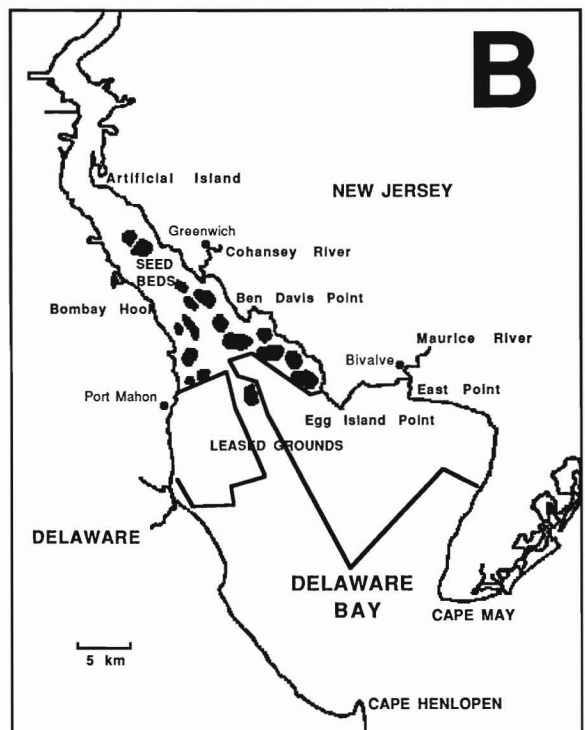 B
Artificial Island
NEW JERSEY
Greenwich
Cohansey River
SEED
BEDS
Bombay Hook
Ben Davis Point
Maurice River
Bivalve
Port Mahon
East Point
Egg Island Point
LEASED GROUNDS
DELAWARE
DELAWARE
BAY
CAPE MAY
5 km
CAPE HENLOPEN